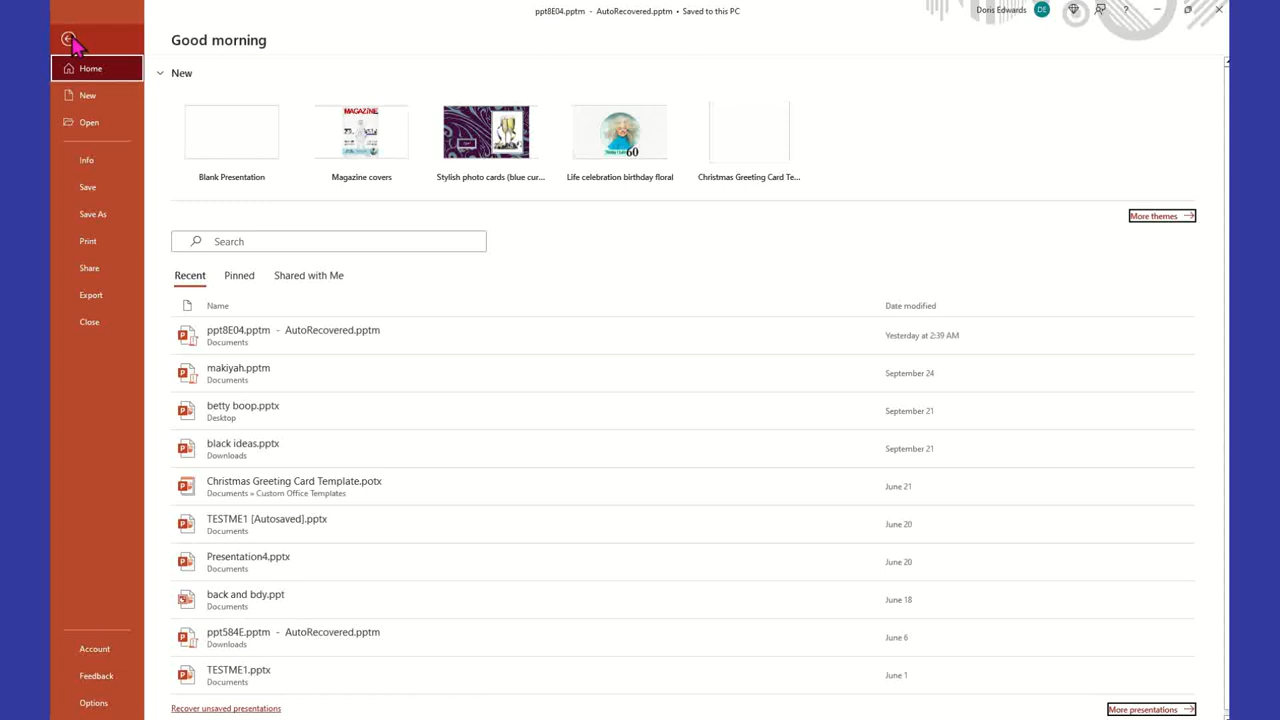 ppt8E04.pptm - AutoRecovered.pptm • Saved to this PC
Doris Edwards DE ?
Good morning
Home
New
Open
Info
Save
Save As
Print
Share
Export
Close
Account
Feedback
Options
New
MAGAZINE
60
Blank Presentation
Magazine covers
Stylish photo cards (blue cur...
Life celebration birthday floral
Christmas Greeting Card Te...
More themes
Search
Recent Pinned Shared with Me
Name Date modified
ppt8E04.pptm - AutoRecovered.pptm
Documents
Yesterday at 2:39 AM
makiyah.pptm
Documents
September 24
betty boop.pptx
Desktop
September 21
black ideas.pptx
Downloads
September 21
Christmas Greeting Card Template.potx
Documents » Custom Office Templates
June 21
TESTME1 [Autosaved].pptx
Documents
June 20
Presentation4.pptx
Documents
June 20
back and bdy.ppt
Documents
June 18
ppt584E.pptm - AutoRecovered.pptm
Downloads
June 6
TESTME1.pptx
Documents
June 1
Recover unsaved presentations
More presentations